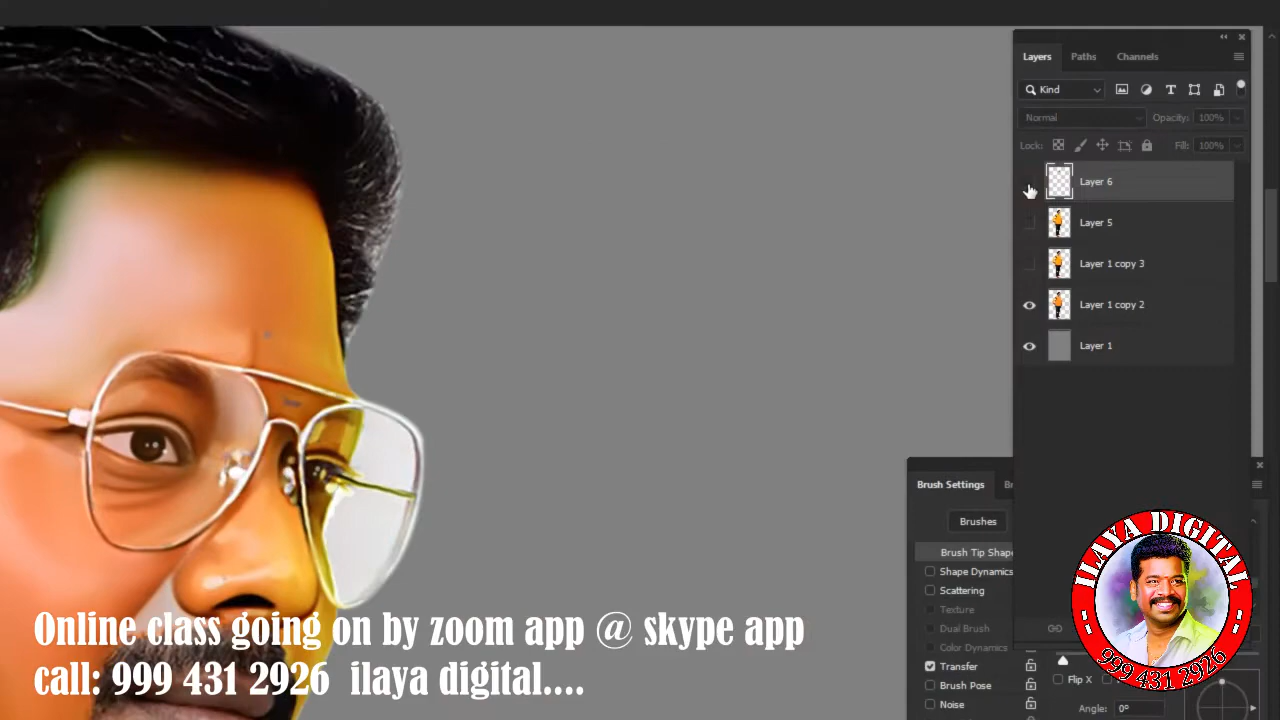 Layers Paths Channels
Kind
Normal Opacity: 100%
Lock: Fill: 100%
Layer 6
Layer 5
Layer 1 copy 3
Layer 1 copy 2
Layer 1
Brush Settings
Brushes
Brush Tip Shape
Shape Dynamics
Scattering
Texture
Dual Brush
Color Dynamics
Transfer
Brush Pose
Noise
Flip X
Angle: 0°
ILAYA DIGITAL
999 431 2926
Online class going on by zoom app @ skype app
call: 999 431 2926 ilaya digital....